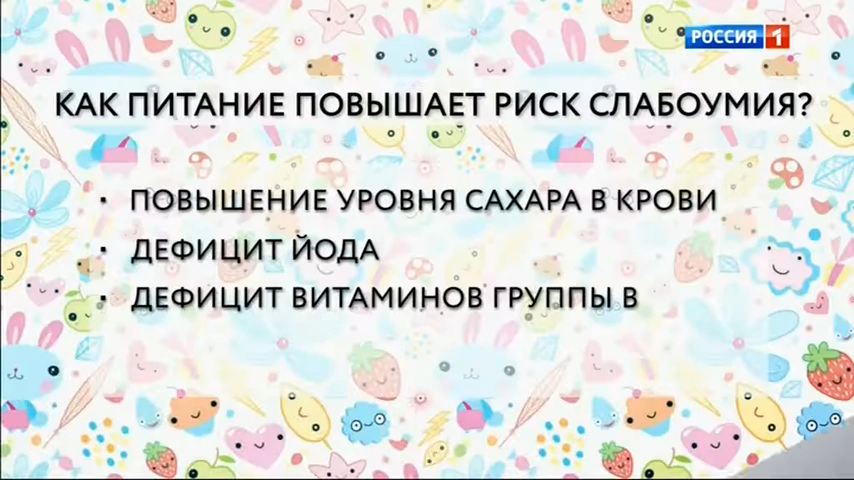 РОССИЯ 1
КАК ПИТАНИЕ ПОВЫШАЕТ РИСК СЛАБОУМИЯ?
· ПОВЫШЕНИЕ УРОВНЯ САХАРА В КРОВИ
· ДЕФИЦИТ ЙОДА
· ДЕФИЦИТ ВИТАМИНОВ ГРУППЫ В